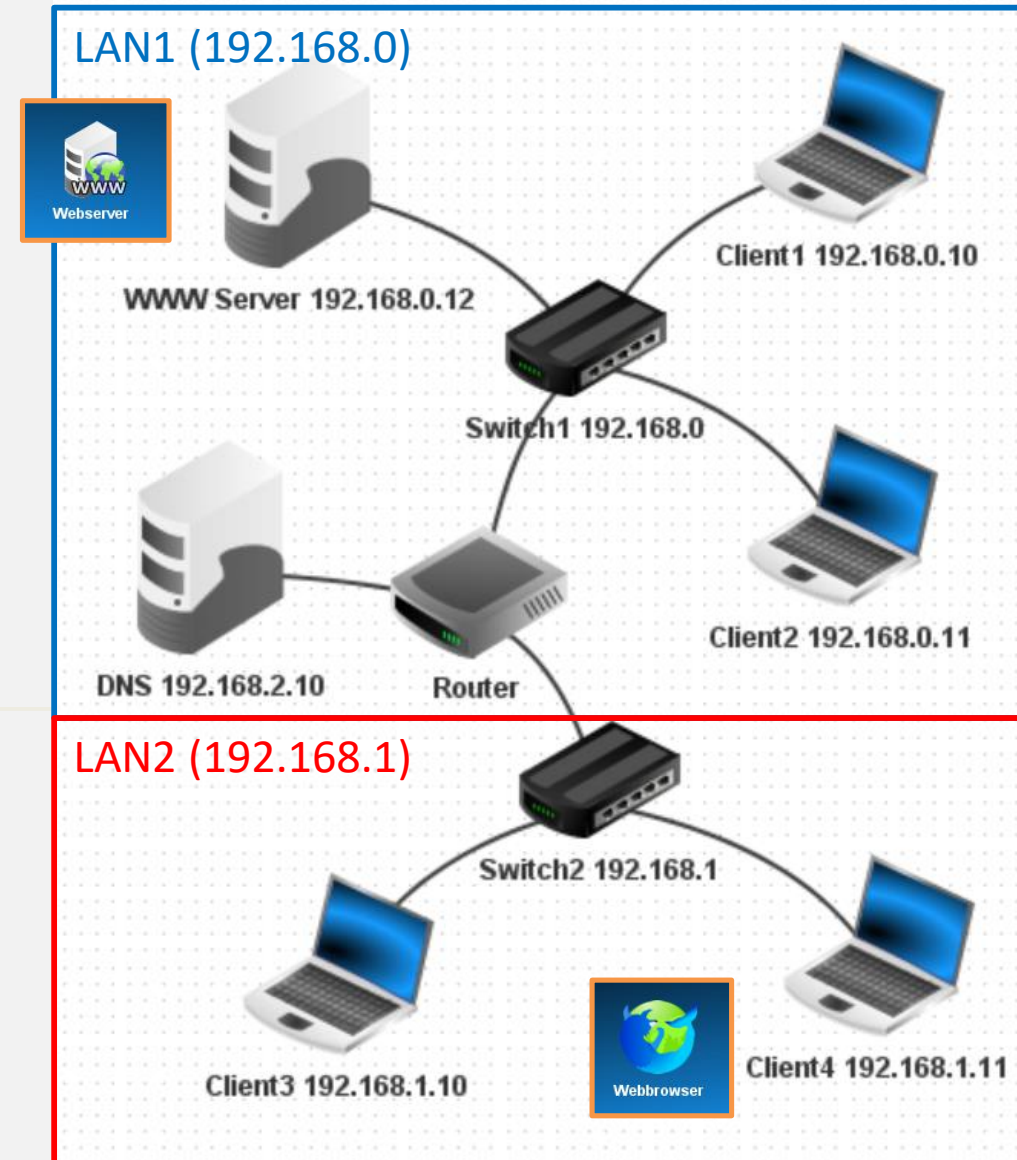 LAN1 (192.168.0)
WWW
Webserver
Client1 192.168.0.10
WWW Server 192.168.0.12
Switch1 192.168.0
Client2 192.168.0.11
DNS 192.168.2.10
Router
LAN2 (192.168.1)
Switch2 192.168.1
Client3 192.168.1.10
Webbrowser
Client4 192.168.1.11